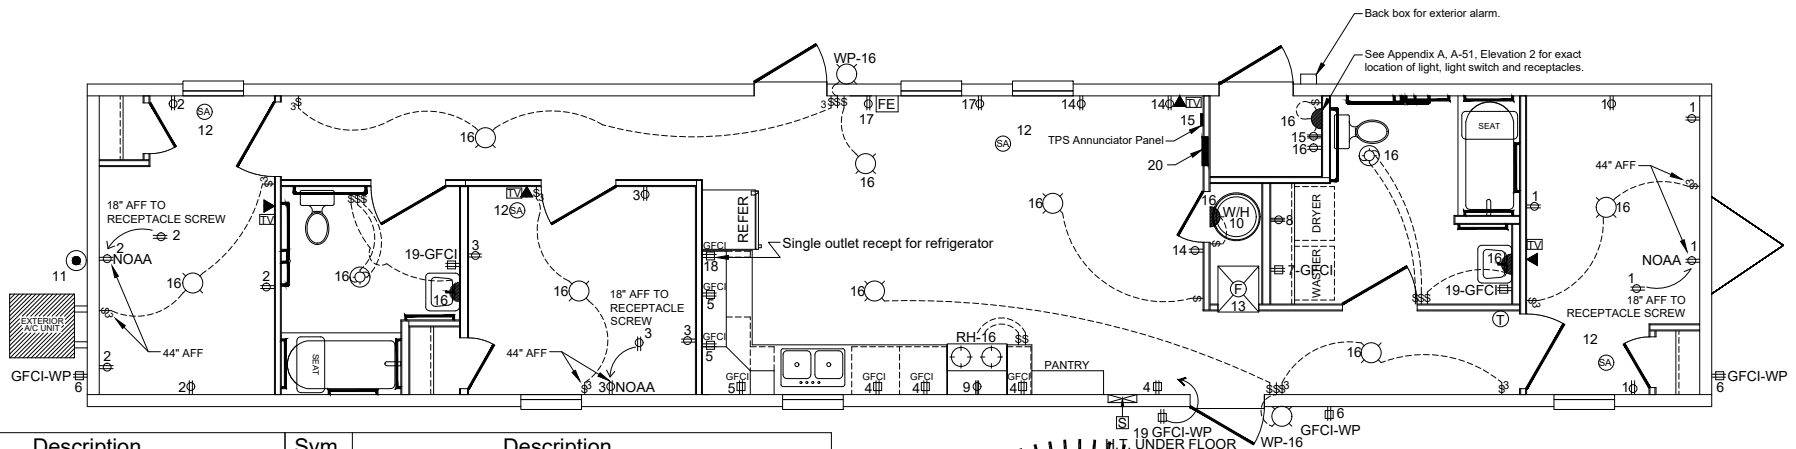 Back box for exterior alarm.
See Appendix A, A-51, Elevation 2 for exact
location of light, light switch and receptacles.
WP-16
2
SA
12
3
$
16
3
$$$
17
FE
17
14
14
TV
15
TPS Annunciator Panel
20
SA
12
16
16
15
16
16
SEAT
1
1
44" AFF
18" AFF TO
RECEPTACLE SCREW
2
2
NOAA
11
TV
$3
16
2
$$$
19-GFCI
16
16
TV
12
SA
3
3
3
16
18" AFF TO
RECEPTACLE
SCREW
3
3
44" AFF
3
NOAA
REFER
GFCI
18
Single outlet recept for refrigerator
GFCI
5
GFCI
5
GFCI
5
16
16
16
W/H
10
14
8
DRYER
WASHER
7-GFCI
F
13
$$$
16
19-GFCI
T
1
TV
16
NOAA
1
1
18" AFF TO
RECEPTACLE SCREW
12
SA
1
EXTERIOR
A/C UNIT
44" AFF
2
GFCI-WP
6
2
SEAT
RH-16
$$
GFCI
4
GFCI
4
9
GFCI
4
PANTRY
4
S
19 GFCI-WP
H.T. UNDER FLOOR
$$$3
16
$3
WP-16
6
GFCI-WP
GFCI-WP
6
Description
Sym
Description